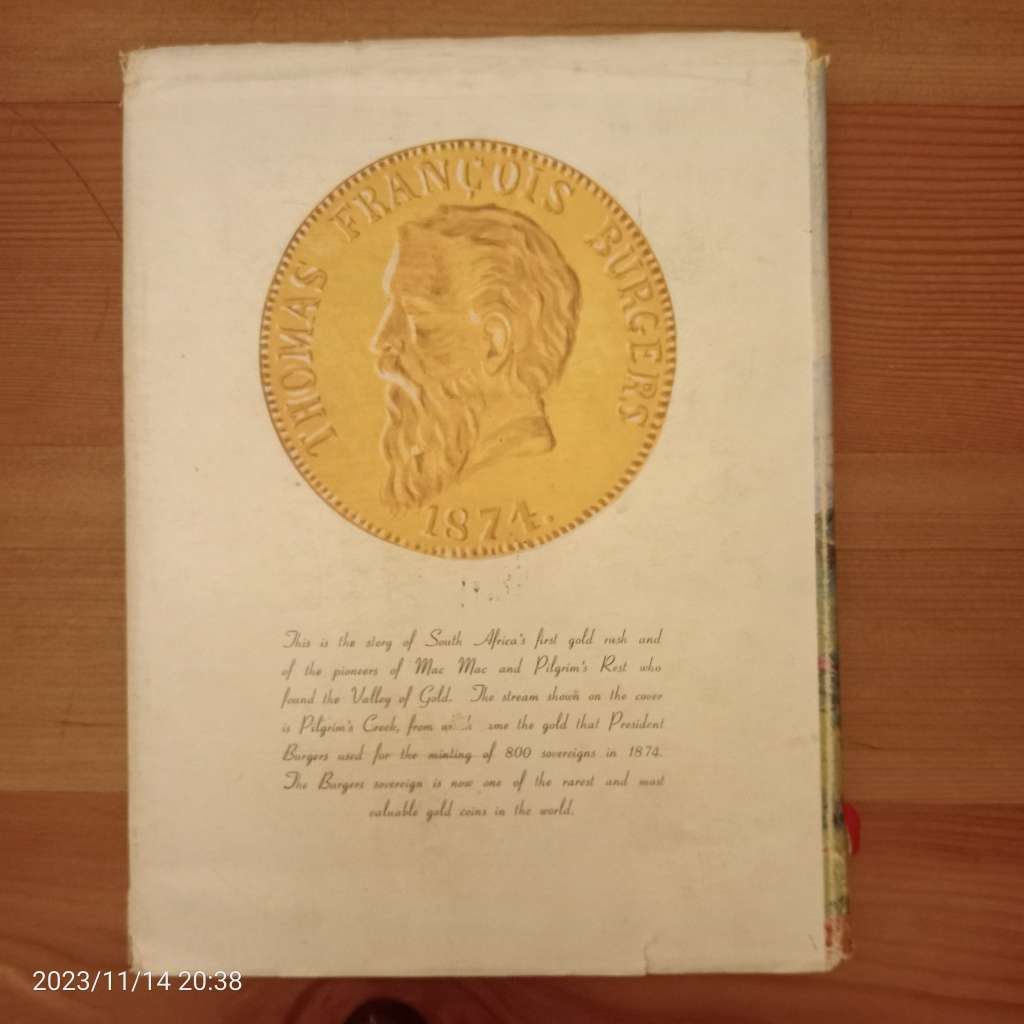 THOMAS FRANÇOIS BURGERS
1874.
This is the story of South Africa's first gold rush and
of the pioneers of Mac Mac and Pilgrim's Rest who
found the Valley of Gold. The stream shown on the cover
is Pilgrim's Creek, from the gold that President
Burgers used for the minting of 800 sovereigns in 1874.
The Burgers sovereign is now one of the rarest and most
valuable gold coins in the world.
2023/11/14 20:38